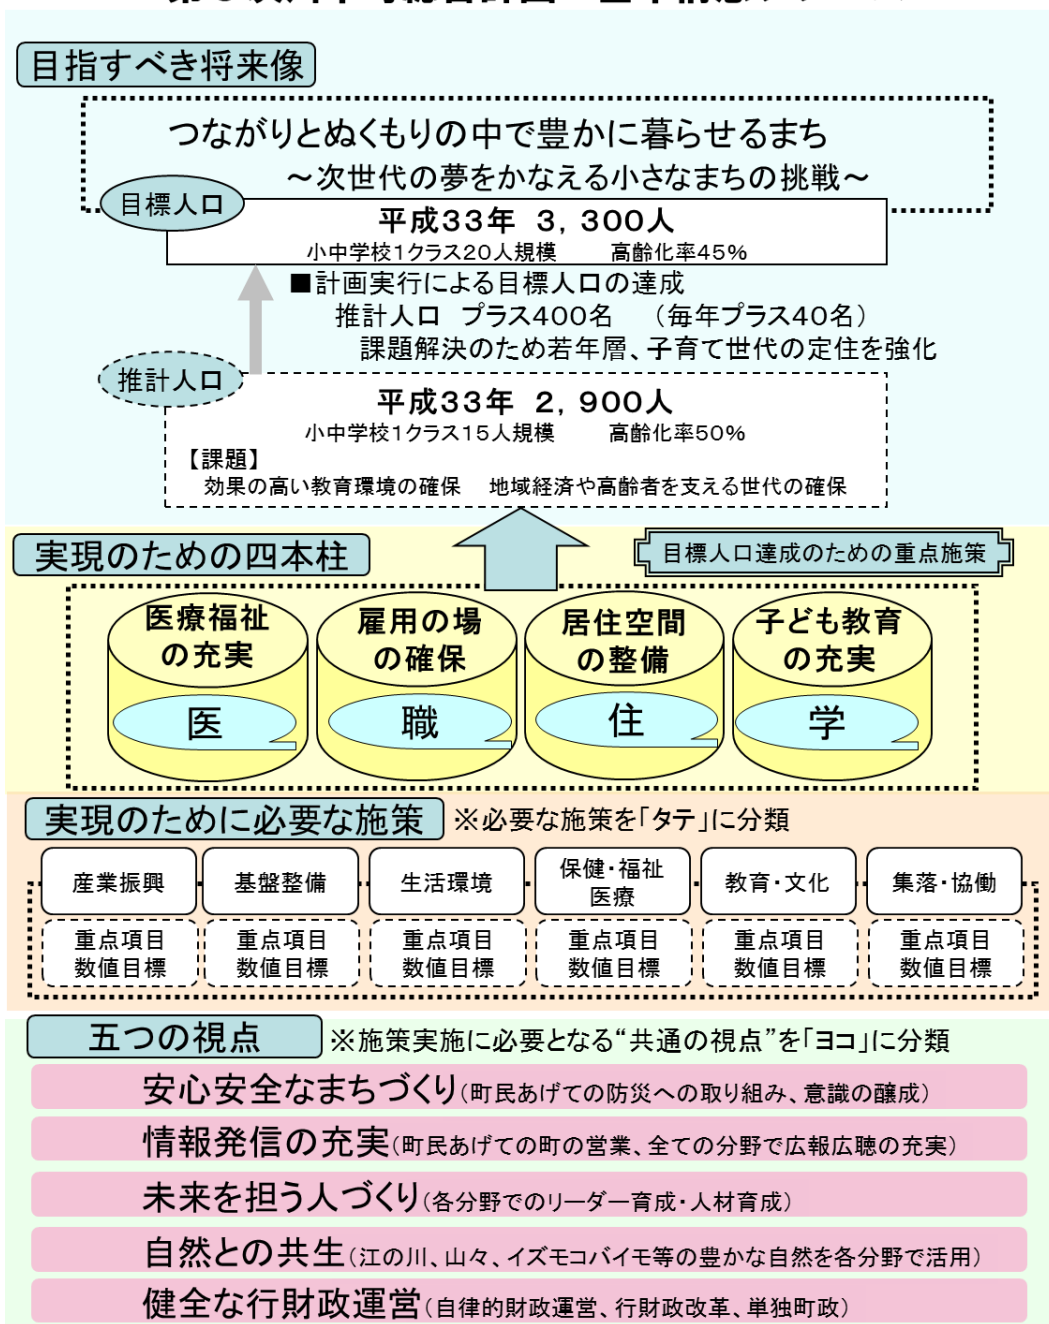 目指すべき将来像
つながりとぬくもりの中で豊かに暮らせるまち
～次世代の夢をかなえる小さなまちの挑戦～
目標人口
平成33年 3,300人
小中学校1クラス20人規模 高齢化率45%
■計画実行による目標人口の達成
推計人口 プラス400名 （毎年プラス40名）
課題解決のため若年層、子育て世代の定住を強化
推計人口
平成33年 2,900人
小中学校1クラス15人規模 高齢化率50%
【課題】
効果の高い教育環境の確保 地域経済や高齢者を支える世代の確保
実現のための四本柱
目標人口達成のための重点施策
医療福祉
の充実
医
雇用の場
の確保
職
居住空間
の整備
住
子ども教育
の充実
学
実現のために必要な施策 ※必要な施策を「タテ」に分類
産業振興
重点項目
数値目標
基盤整備
重点項目
数値目標
生活環境
重点項目
数値目標
保健・福祉
医療
重点項目
数値目標
教育・文化
重点項目
数値目標
集落・協働
重点項目
数値目標
五つの視点 ※施策実施に必要となる“共通の視点”を「ヨコ」に分類
安心安全なまちづくり（町民あげての防災への取り組み、意識の醸成）
情報発信の充実（町民あげての町の営業、全ての分野で広報広聴の充実）
未来を担う人づくり（各分野でのリーダー育成・人材育成）
自然との共生（江の川、山々、イズモコバイモ等の豊かな自然を各分野で活用）
健全な行財政運営（自律的財政運営、行財政改革、単独町政）